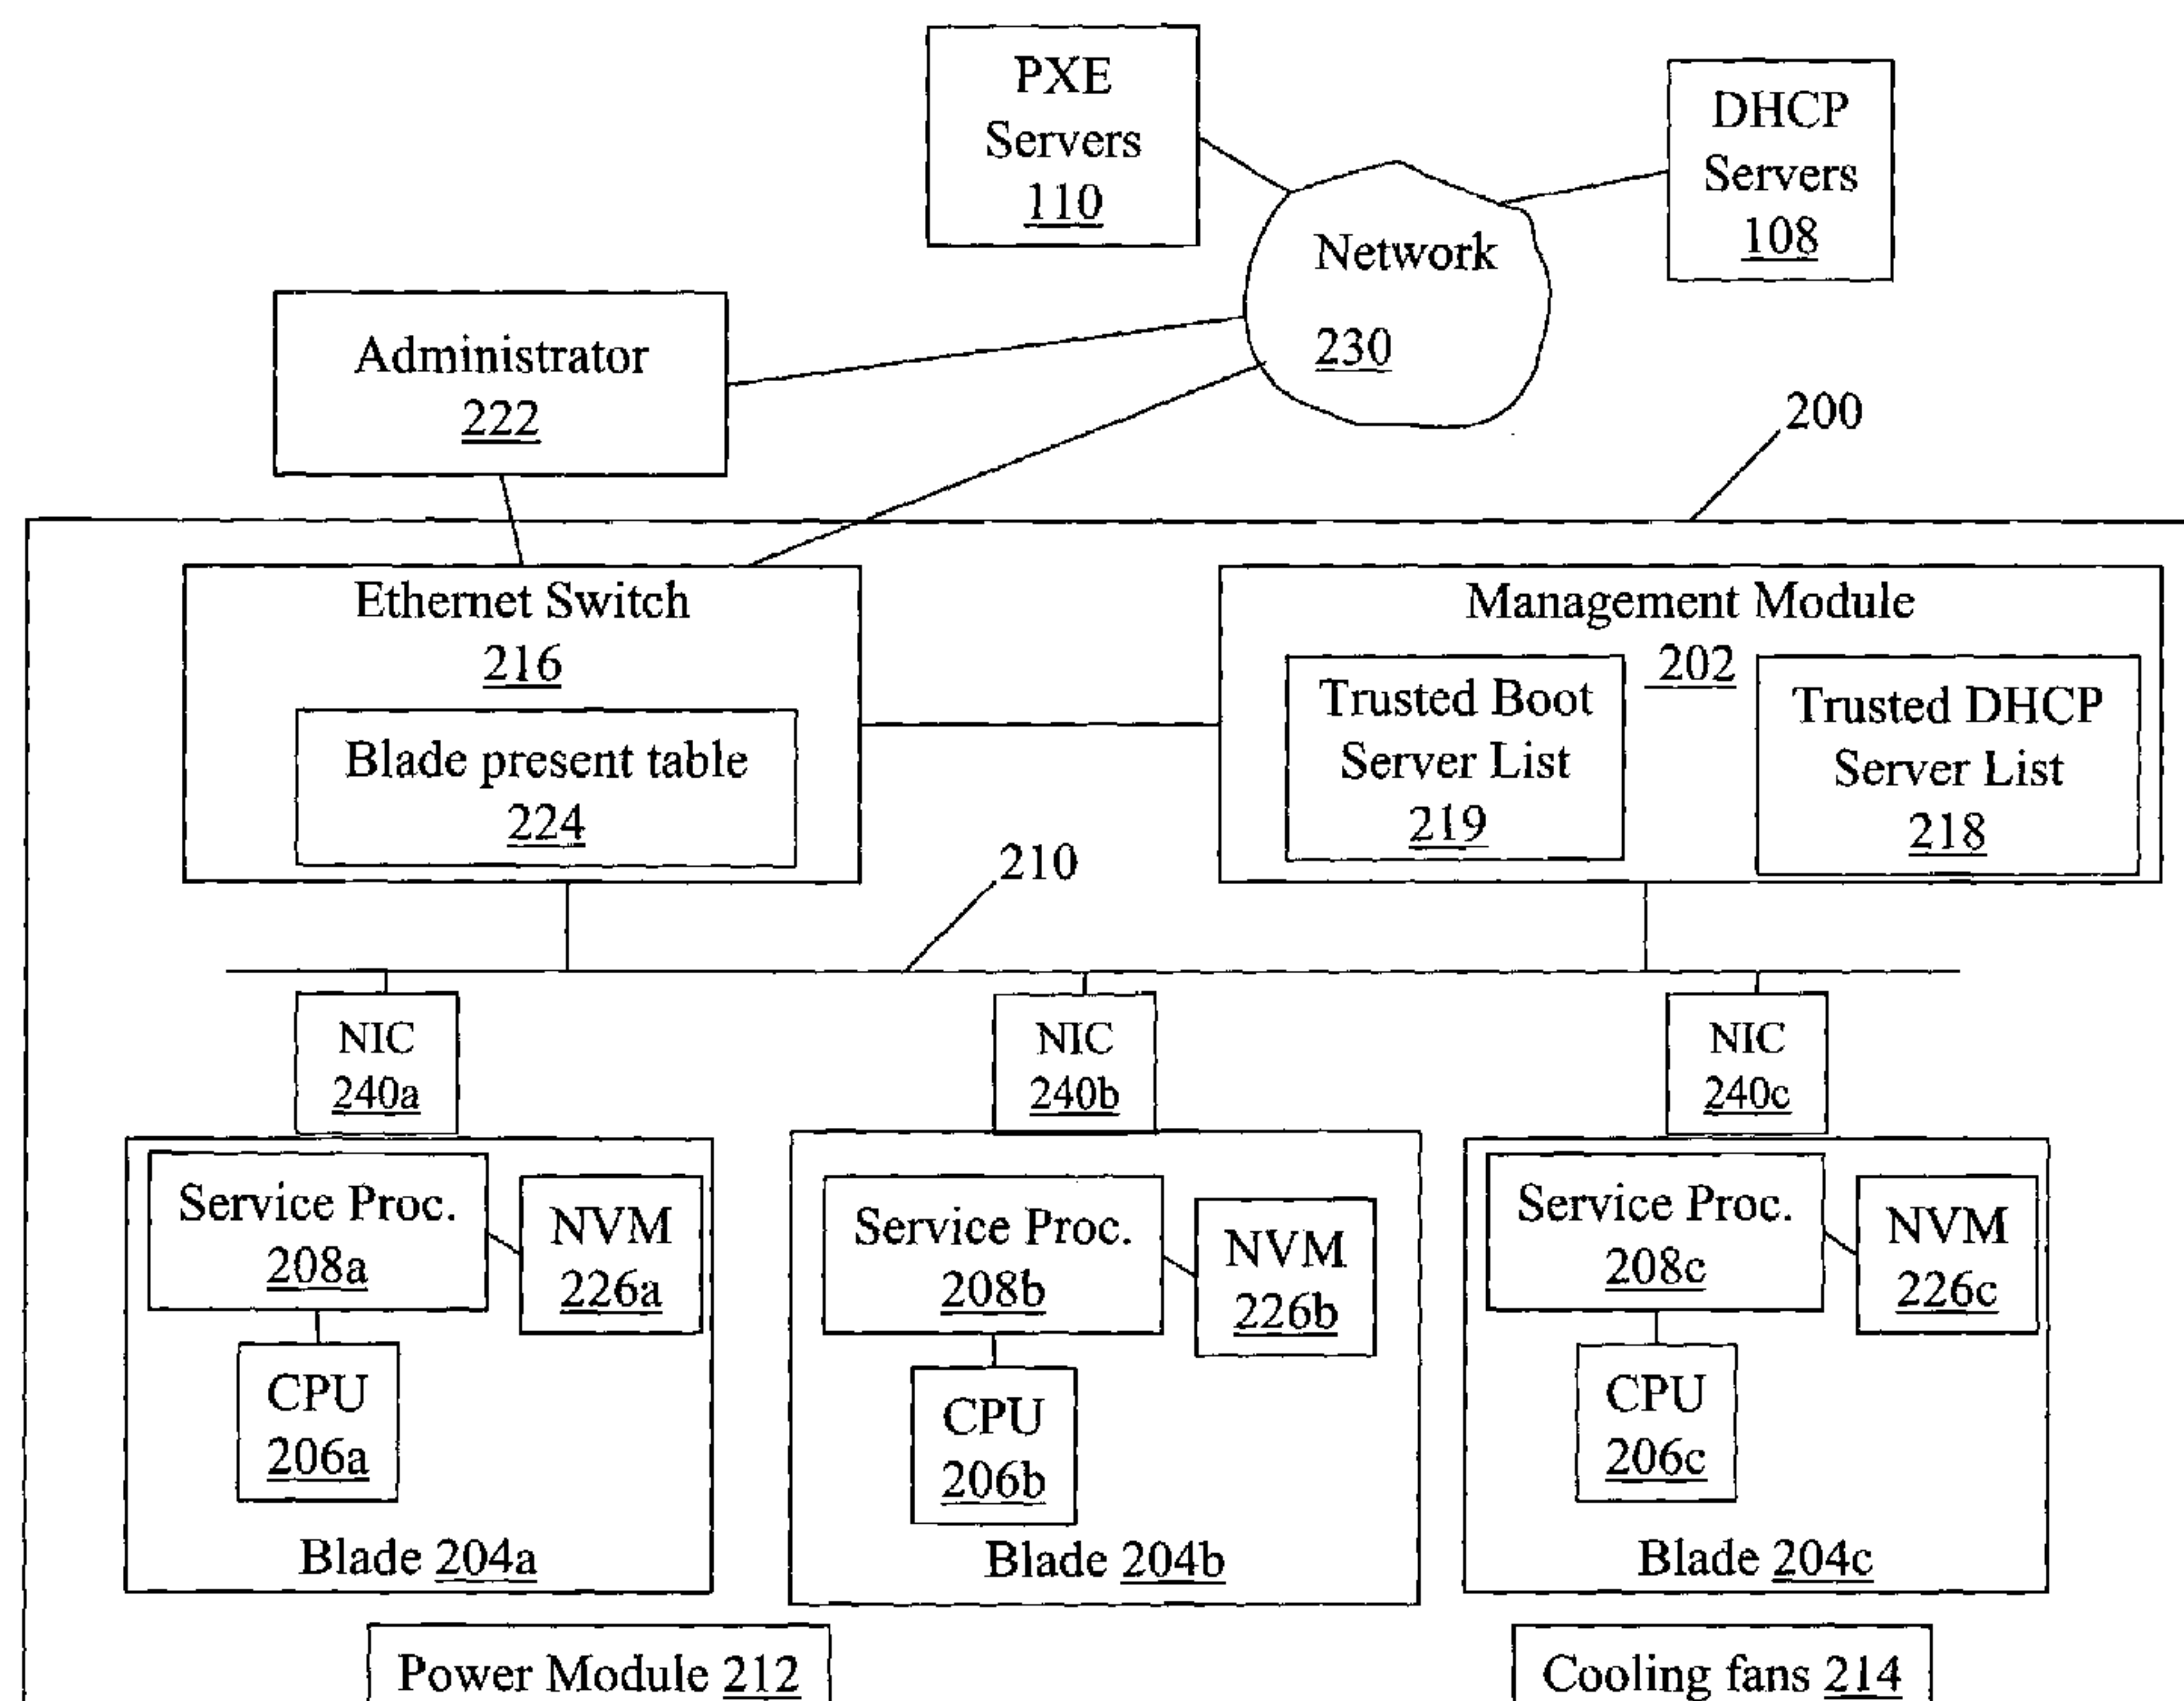 PXE
Servers
110
DHCP
Servers
108
Network
230
Administrator
222
200
Ethernet Switch
216
Blade present table
224
Management Module
202
Trusted Boot
Server List
219
Trusted DHCP
Server List
218
210
NIC
240a
NIC
240b
NIC
240c
Service Proc.
208a
NVM
226a
CPU
206a
Blade 204a
Service Proc.
208b
NVM
226b
CPU
206b
Blade 204b
Service Proc.
208c
NVM
226c
CPU
206c
Blade 204c
Power Module 212
Cooling fans 214